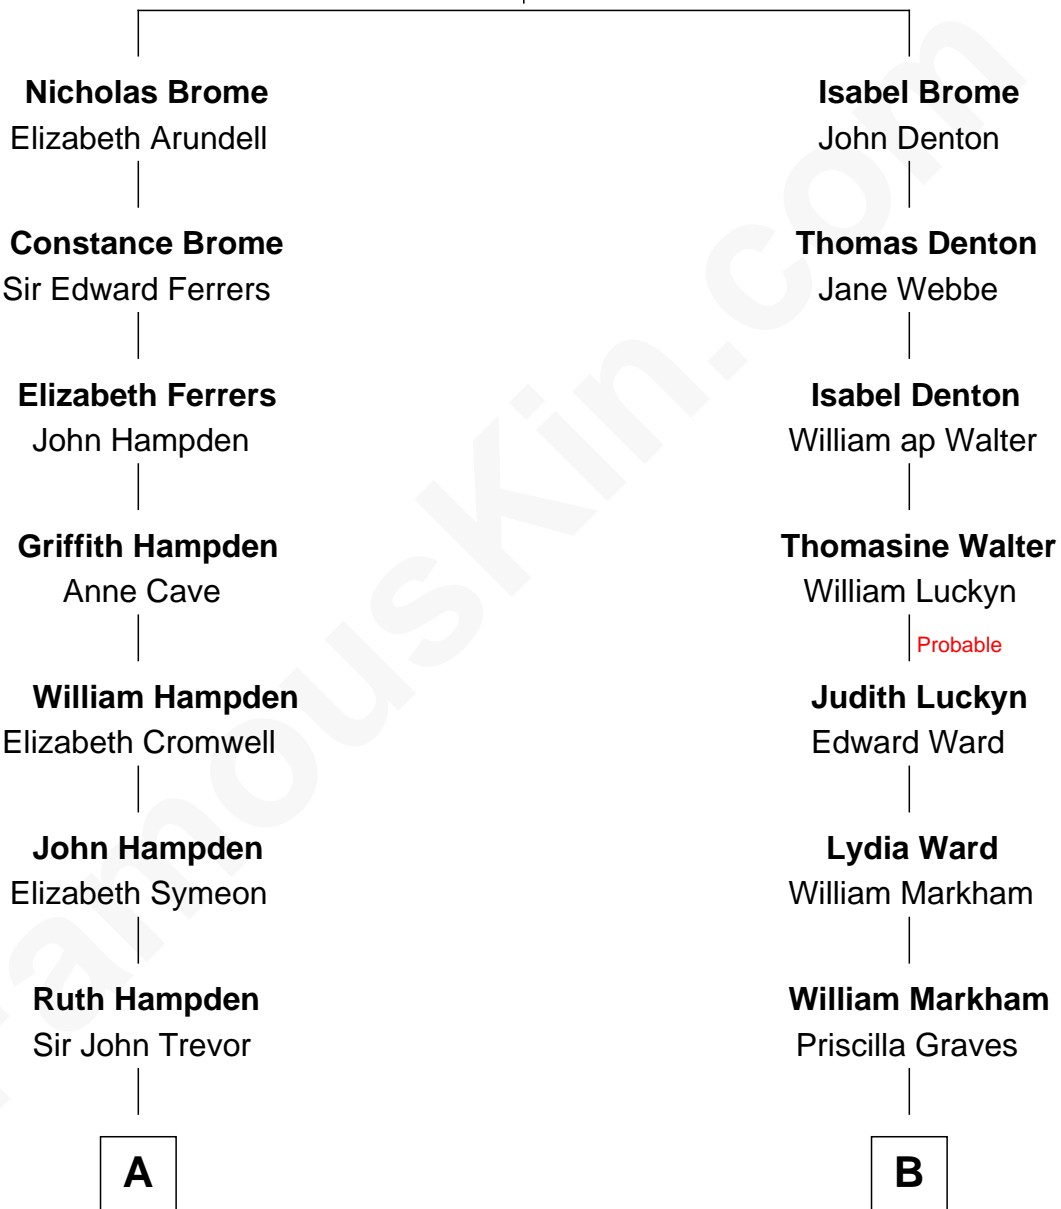 Nicholas Brome
Elizabeth Arundell
Constance Brome
Sir Edward Ferrers
Elizabeth Ferrers
John Hampden
Griffith Hampden
Anne Cave
William Hampden
Elizabeth Cromwell
John Hampden
Elizabeth Symeon
Ruth Hampden
Sir John Trevor
A
Isabel Brome
John Denton
Thomas Denton
Jane Webbe
Isabel Denton
William ap Walter
Thomasine Walter
William Luckyn
Probable
Judith Luckyn
Edward Ward
Lydia Ward
William Markham
William Markham
Priscilla Graves
B
FamousKin.com